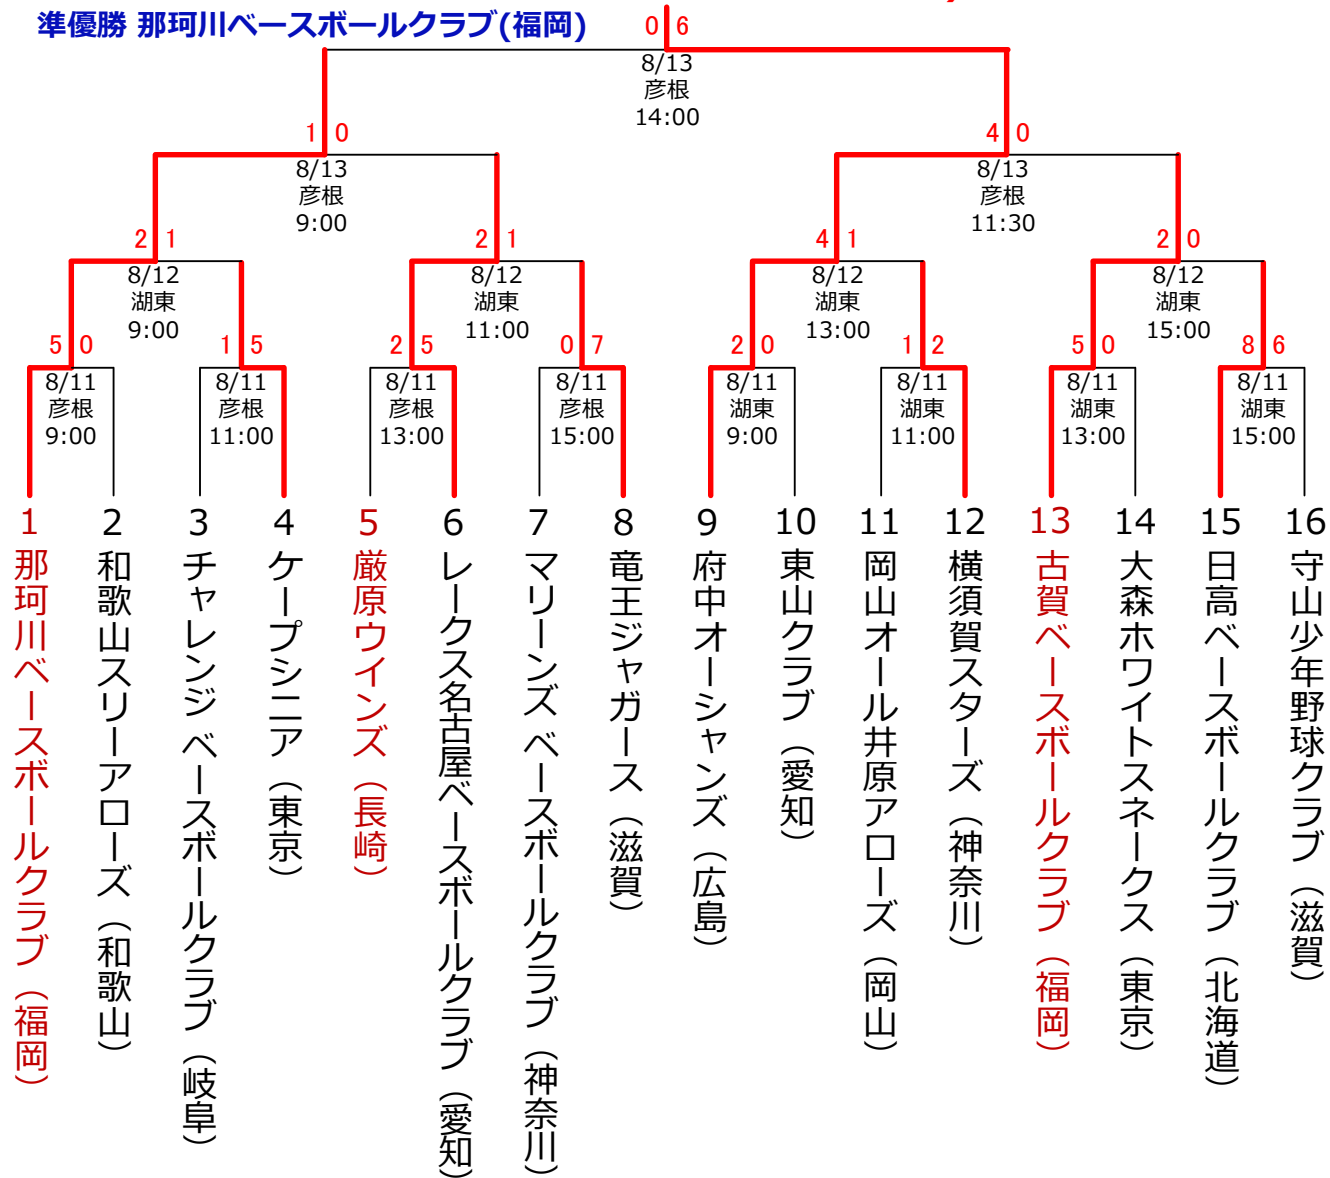 準優勝 那珂川ベースボールクラブ(福岡)
0 6
8/13
彦根
14:00
1 0
8/13
彦根
9:00
4 0
8/13
彦根
11:30
2 1
8/12
湖東
9:00
2 1
8/12
湖東
11:00
4 1
8/12
湖東
13:00
2 0
8/12
湖東
15:00
5 0
8/11
彦根
9:00
1 5
8/11
彦根
11:00
2 5
8/11
彦根
13:00
0 7
8/11
彦根
15:00
2 0
8/11
湖東
9:00
1 2
8/11
湖東
11:00
5 0
8/11
湖東
13:00
8 6
8/11
湖東
15:00
1 那珂川ベースボールクラブ（福岡）
2 和歌山スリーアローズ（和歌山）
3 チャレンジベースボールクラブ（岐阜）
4 ケープシニア（東京）
5 厳原ウインズ（長崎）
6 レークス名古屋ベースボールクラブ（愛知）
7 マリーンズベースボールクラブ（神奈川）
8 竜王ジャガース（滋賀）
9 府中オーシャンズ（広島）
10 東山クラブ（愛知）
11 岡山オール井原アローズ（岡山）
12 横須賀スターズ（神奈川）
13 古賀ベースボールクラブ（福岡）
14 大森ホワイトスネークス（東京）
15 日高ベースボールクラブ（北海道）
16 守山少年野球クラブ（滋賀）